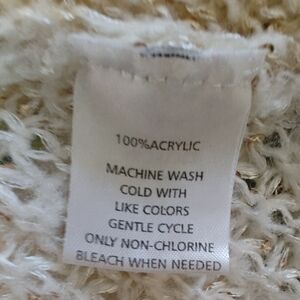 100%ACRYLIC
MACHINE WASH
COLD WITH
LIKE COLORS
GENTLE CYCLE
ONLY NON-CHLORINE
BLEACH WHEN NEEDED